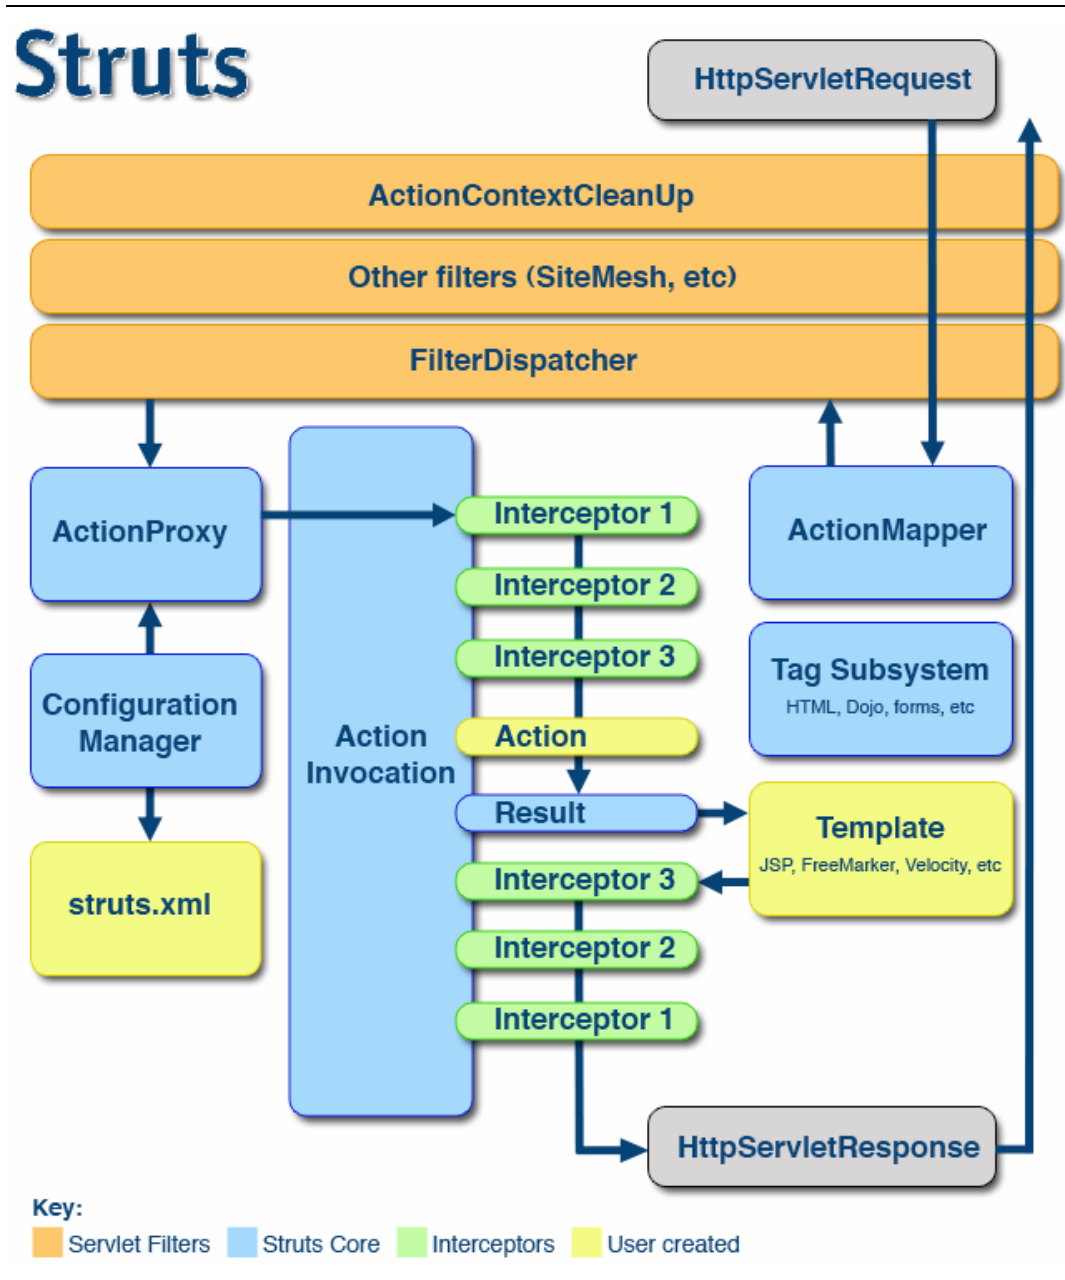 Struts
HttpServletRequest
ActionContextCleanUp
Other filters (SiteMesh, etc)
FilterDispatcher
ActionProxy
Interceptor 1
ActionMapper
Interceptor 2
Interceptor 3
Tag Subsystem
HTML, Dojo, forms, etc
Configuration
Manager
Action
Invocation
Action
Result
Template
JSP, FreeMarker, Velocity, etc
struts.xml
Interceptor 3
Interceptor 2
Interceptor 1
HttpServletResponse
Key:
Servlet Filters
Struts Core
Interceptors
User created